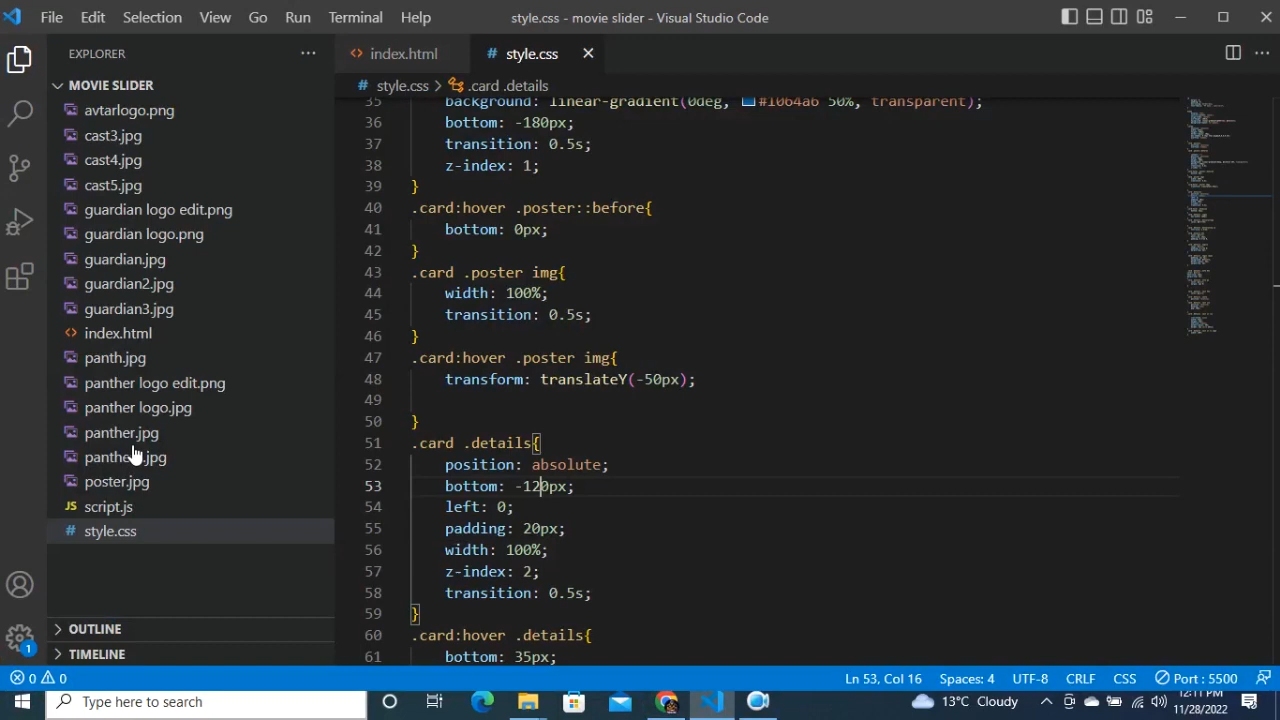 File Edit Selection View Go Run Terminal Help style.css - movie slider - Visual Studio Code
EXPLORER
MOVIE SLIDER
avtarlogo.png
cast3.jpg
cast4.jpg
cast5.jpg
guardian logo edit.png
guardian logo.png
guardian.jpg
guardian2.jpg
guardian3.jpg
index.html
panth.jpg
panther logo edit.png
panther logo.jpg
panther.jpg
poster.jpg
script.js
style.css
OUTLINE
TIMELINE
index.html # style.css
# style.css > .card .details
35 background: linear-gradient(0deg, #1064a6 50%, transparent);
36 bottom: -180px;
37 transition: 0.5s;
38 z-index: 1;
39 }
40 .card:hover .poster::before{
41 bottom: 0px;
42 }
43 .card .poster img{
44 width: 100%;
45 transition: 0.5s;
46 }
47 .card:hover .poster img{
48 transform: translateY(-50px);
49
50 }
51 .card .details{
52 position: absolute;
53 bottom: -120px;
54 left: 0;
55 padding: 20px;
56 width: 100%;
57 z-index: 2;
58 transition: 0.5s;
59 }
60 .card:hover .details{
61 bottom: 35px;
1
0 0 Ln 53, Col 16 Spaces: 4 UTF-8 CRLF CSS Port : 5500
Type here to search 13°C Cloudy 12:11 PM
11/28/2022